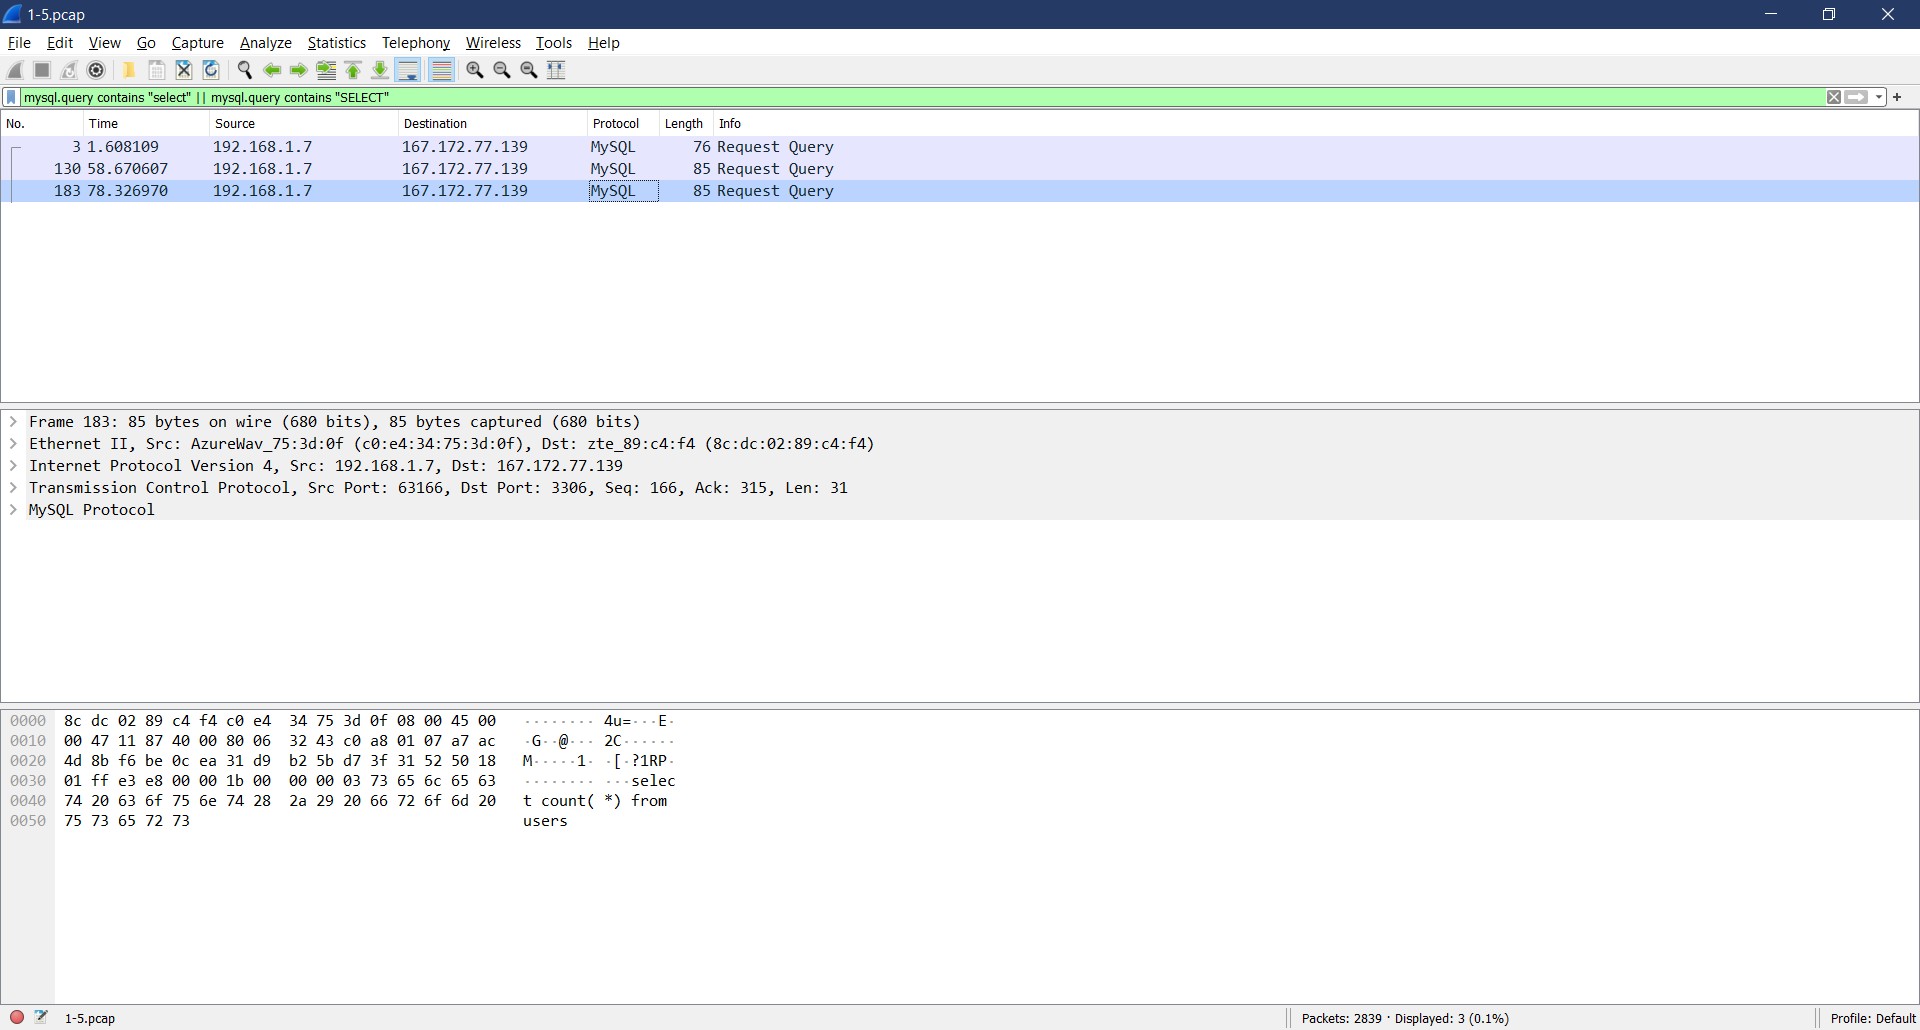 1-5.pcap
File Edit View Go Capture Analyze Statistics Telephony Wireless Tools Help
mysql.query contains "select" || mysql.query contains "SELECT"
No. Time Source Destination Protocol Length Info
3 1.608109 192.168.1.7 167.172.77.139 MySQL 76 Request Query
130 58.670607 192.168.1.7 167.172.77.139 MySQL 85 Request Query
183 78.326970 192.168.1.7 167.172.77.139 MySQL 85 Request Query
Frame 183: 85 bytes on wire (680 bits), 85 bytes captured (680 bits)
Ethernet II, Src: AzureWav_75:3d:0f (c0:e4:34:75:3d:0f), Dst: zte_89:c4:f4 (8c:dc:02:89:c4:f4)
Internet Protocol Version 4, Src: 192.168.1.7, Dst: 167.172.77.139
Transmission Control Protocol, Src Port: 63166, Dst Port: 3306, Seq: 166, Ack: 315, Len: 31
MySQL Protocol
0000 8c dc 02 89 c4 f4 c0 e4 34 75 3d 0f 08 00 45 00 ········ 4u=···E·
0010 00 47 11 87 40 00 80 06 32 43 c0 a8 01 07 a7 ac ·G··@··· 2C······
0020 4d 8b f6 be 0c ea 31 d9 b2 5b d7 3f 31 52 50 18 M·····1· ·[·?1RP·
0030 01 ff e3 e8 00 00 1b 00 00 00 03 73 65 6c 65 63 ········ ···selec
0040 74 20 63 6f 75 6e 74 28 2a 29 20 66 72 6f 6d 20 t count( *) from
0050 75 73 65 72 73 users
1-5.pcap Packets: 2839 · Displayed: 3 (0.1%) Profile: Default